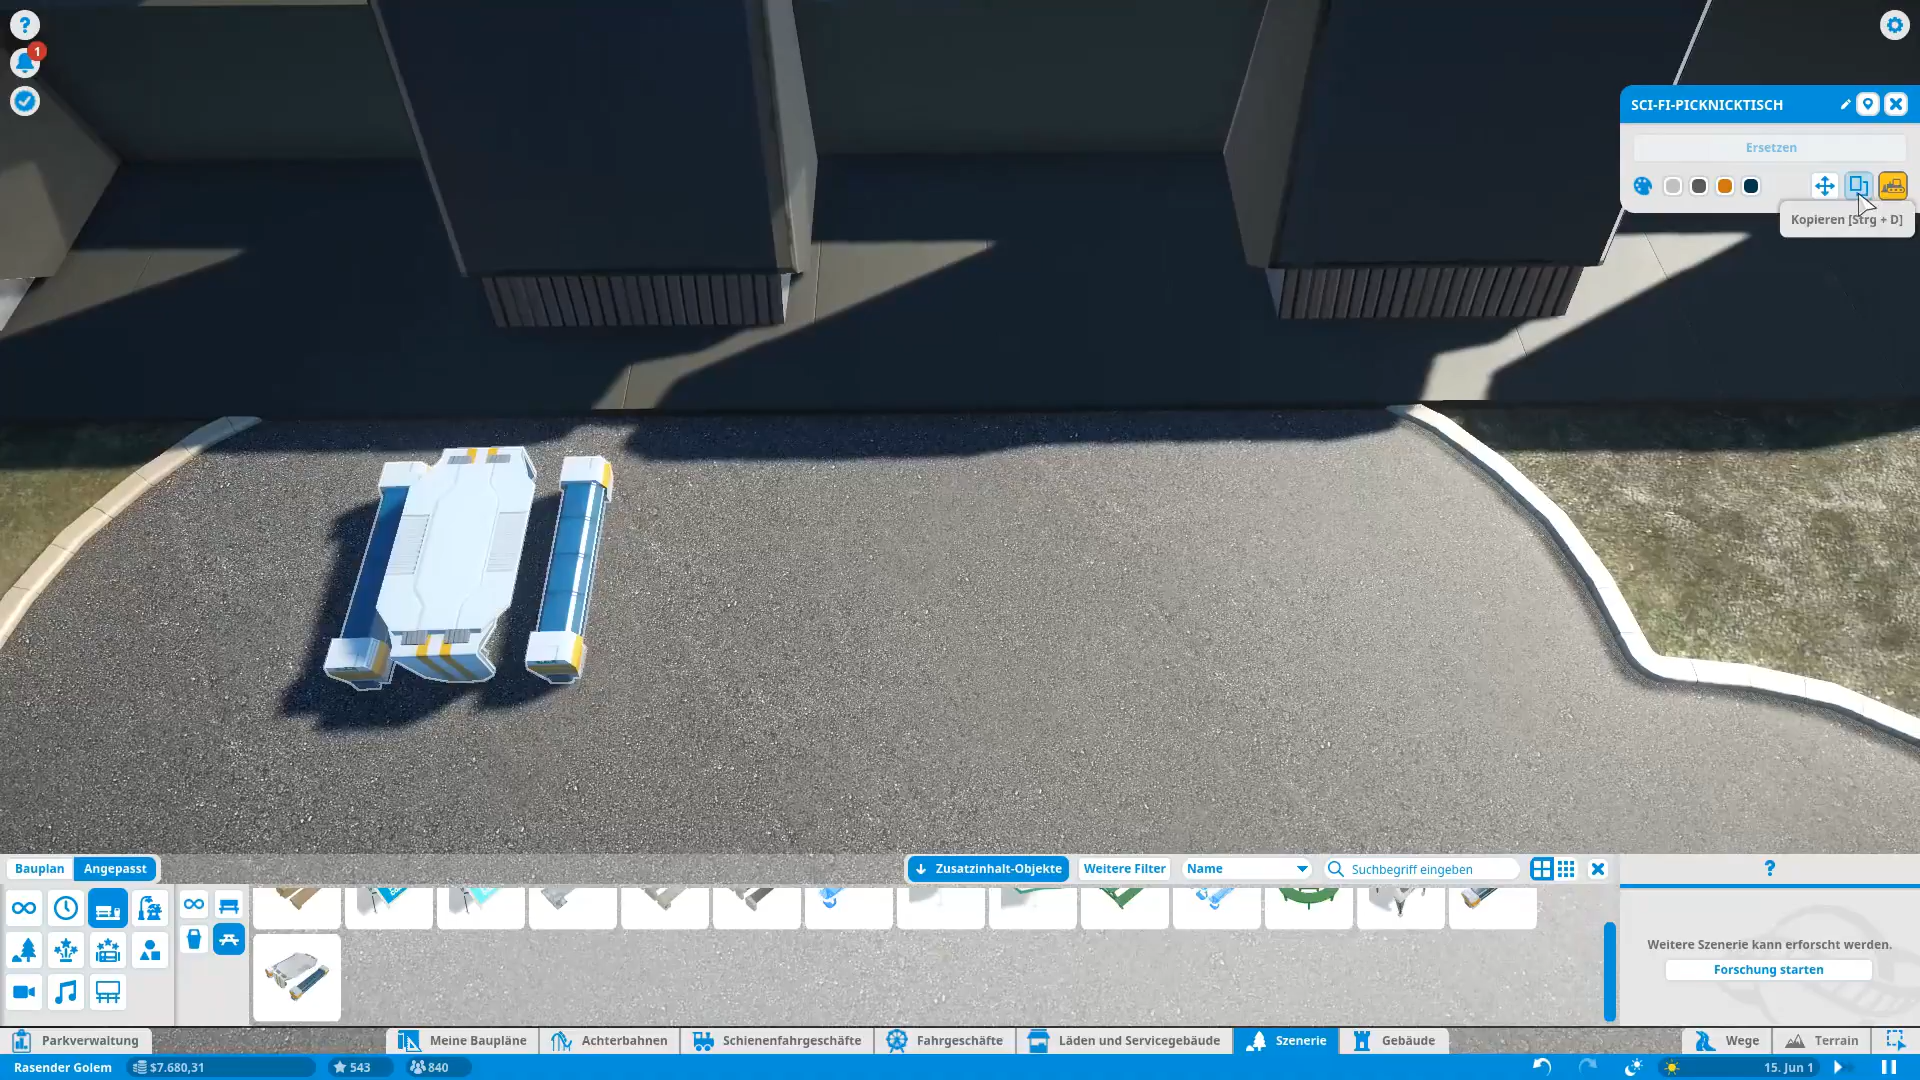 ?
1
SCI-FI-PICKNICKTISCH
Ersetzen
Kopieren [Strg + D]
Bauplan
Angepasst
Zusatzinhalt-Objekte
Weitere Filter
Name
Suchbegriff eingeben
?
Weitere Szenerie kann erforscht werden.
Forschung starten
Parkverwaltung
Meine Baupläne
Achterbahnen
Schienenfahrgeschäfte
Fahrgeschäfte
Läden und Servicegebäude
Szenerie
Gebäude
Wege
Terrain
Rasender Golem
$7.680,31
543
840
15. Jun 1